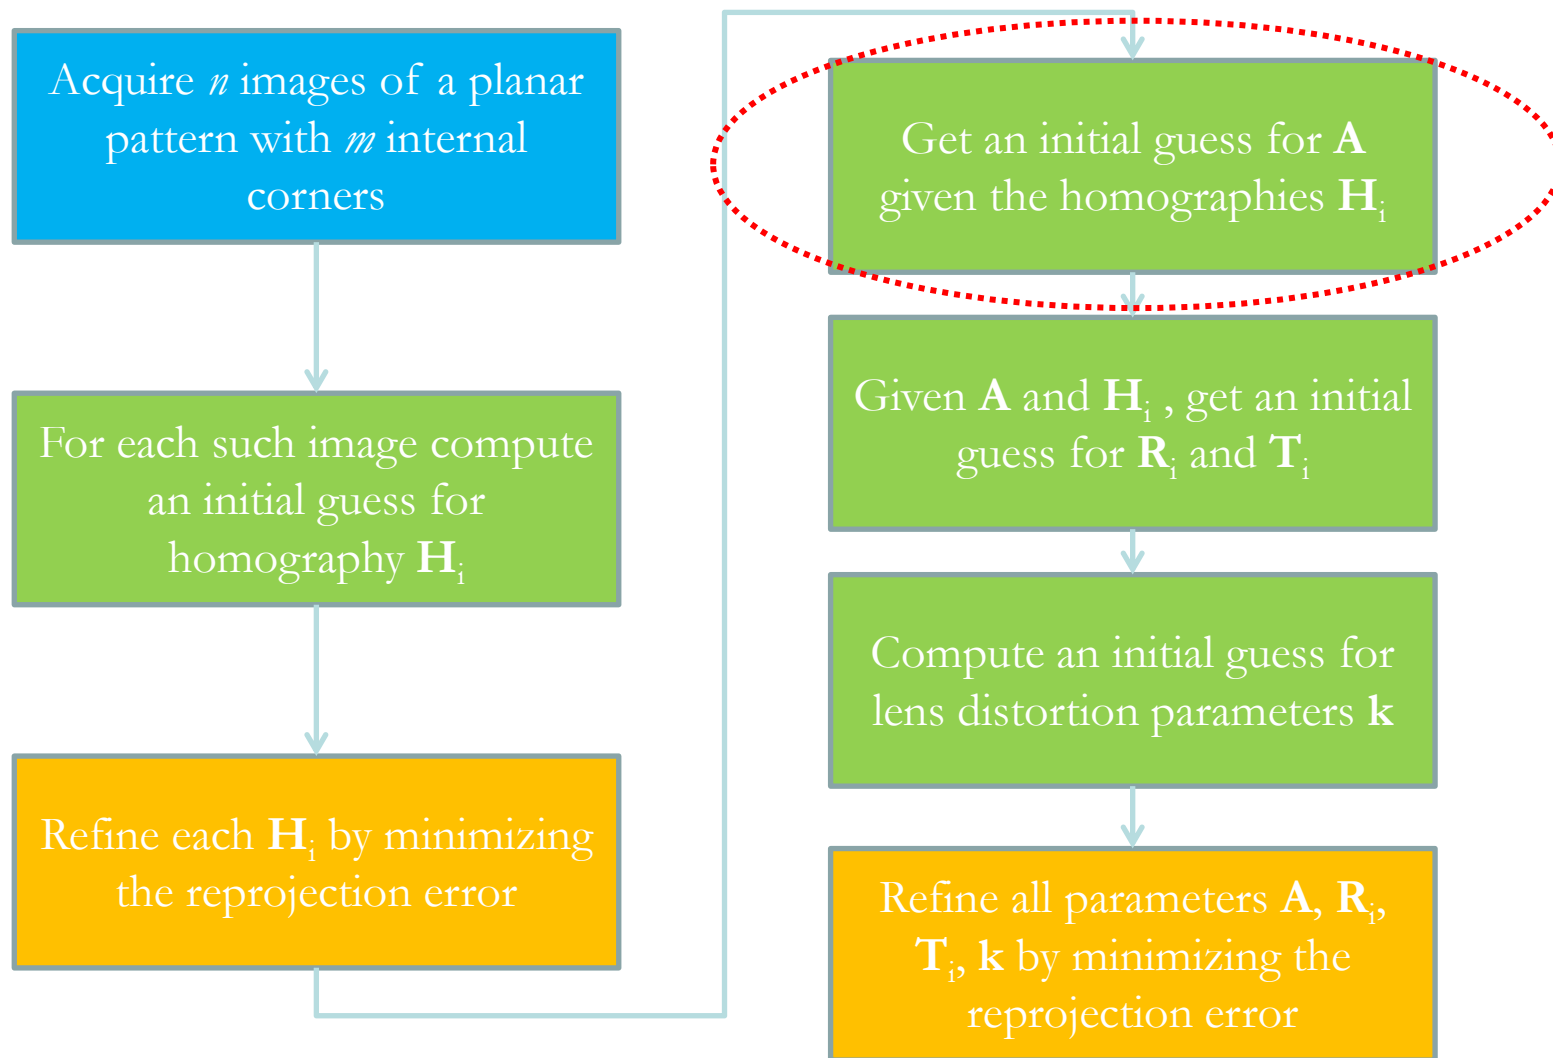 Acquire n images of a planar
pattern with m internal
corners
For each such image compute
an initial guess for
homography Hi
Refine each Hi by minimizing
the reprojection error
Get an initial guess for A
given the homographies Hi
Given A and Hi , get an initial
guess for Ri and Ti
Compute an initial guess for
lens distortion parameters k
Refine all parameters A, Ri,
Ti, k by minimizing the
reprojection error